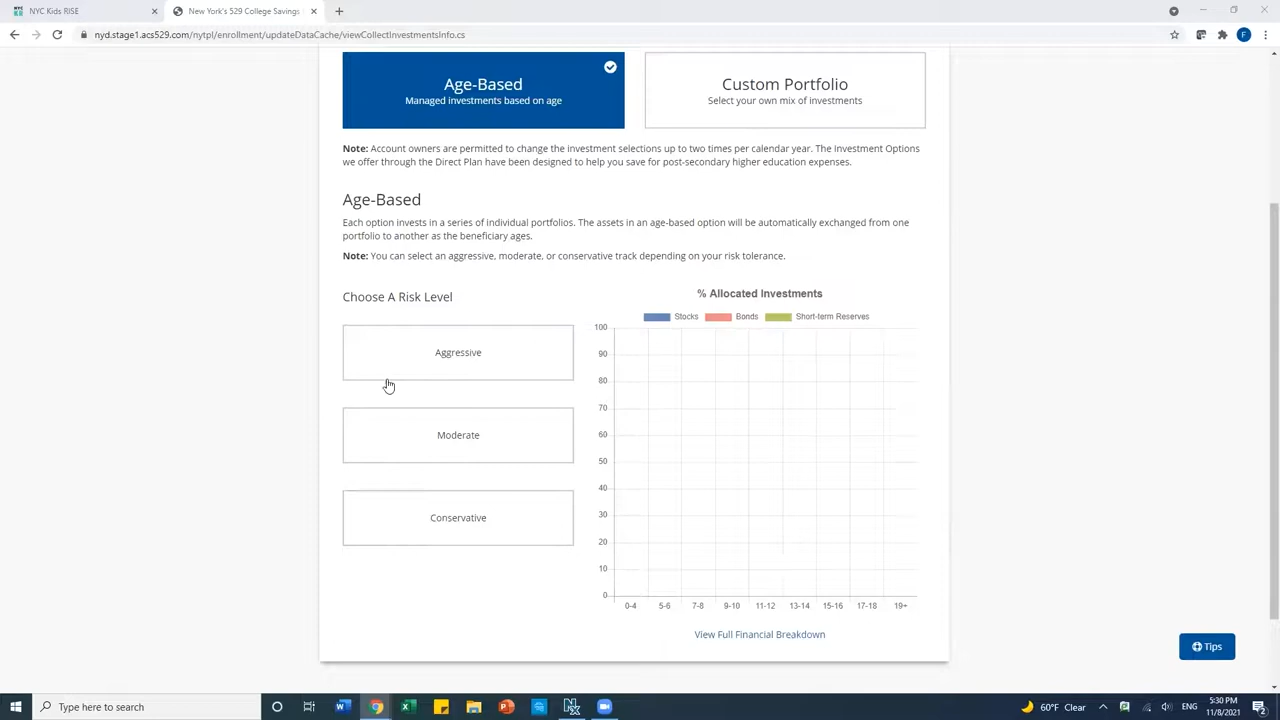 NYC Kids RISE
New York's 529 College Savings
nyd.stage1.acs529.com/nytpl/enrollment/updateDataCache/viewCollectInvestmentsInfo.cs
F
Age-Based
Managed investments based on age
Custom Portfolio
Select your own mix of investments
Note: Account owners are permitted to change the investment selections up to two times per calendar year. The Investment Options
we offer through the Direct Plan have been designed to help you save for post-secondary higher education expenses.
Age-Based
Each option invests in a series of individual portfolios. The assets in an age-based option will be automatically exchanged from one
portfolio to another as the beneficiary ages.
Note: You can select an aggressive, moderate, or conservative track depending on your risk tolerance.
Choose A Risk Level
Aggressive
Moderate
Conservative
% Allocated Investments
Stocks Bonds Short-term Reserves
100
90
80
70
60
50
40
30
20
10
0
0-4 5-6 7-8 9-10 11-12 13-14 15-16 17-18 19+
View Full Financial Breakdown
Tips
Type here to search
60°F Clear
ENG
5:30 PM
11/8/2021
2